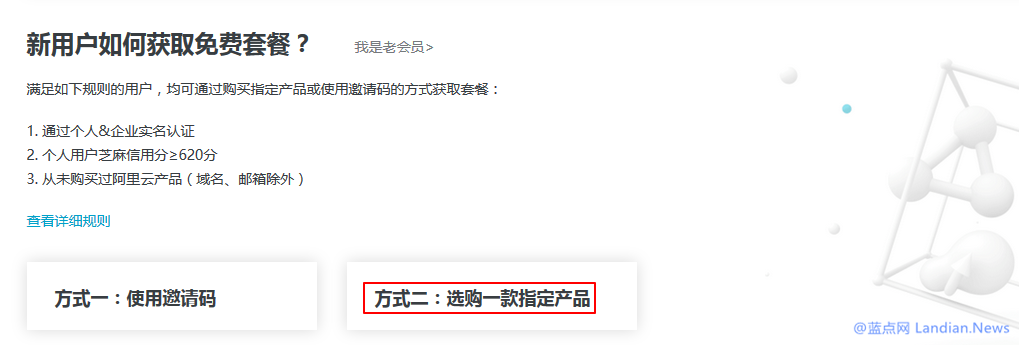 新用户如何获取免费套餐？ 我是老会员>
满足如下规则的用户，均可通过购买指定产品或使用邀请码的方式获取套餐：
1. 通过个人&企业实名认证
2. 个人用户芝麻信用分≥620分
3. 从未购买过阿里云产品（域名、邮箱除外）
查看详细规则
方式一：使用邀请码 方式二：选购一款指定产品
@蓝点网 Landian.News